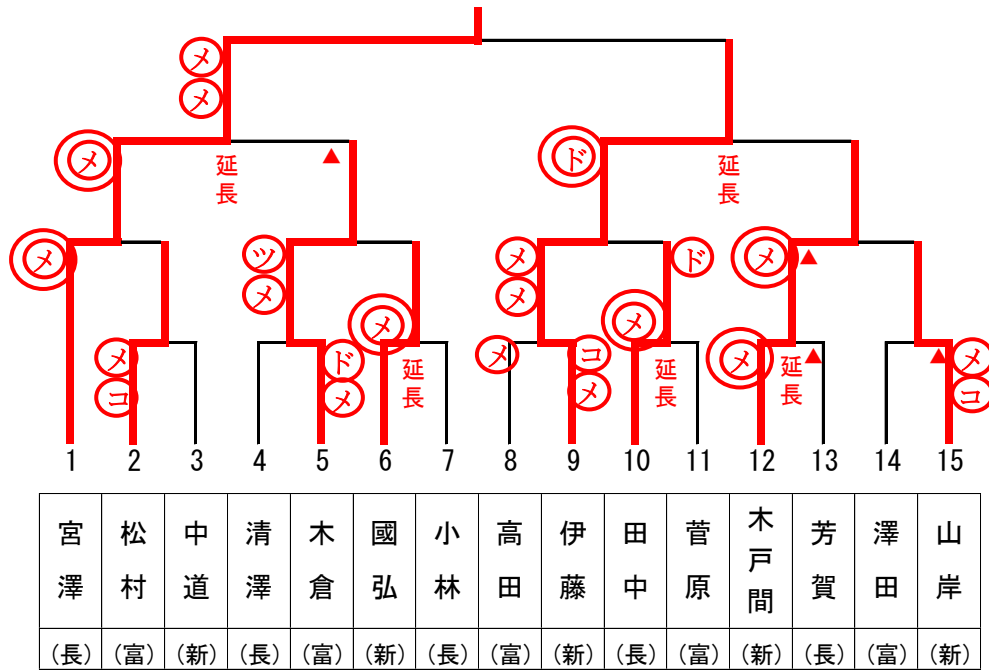 メ
メ
メ
延長
▲
ド
延長
メ
ツ
メ
メ
メ
ド
メ
▲
メ
コ
メ
延長
ド
メ
メ
コ
メ
メ
延長
メ
延長
▲
▲
メ
コ
1 2 3 4 5 6 7 8 9 10 11 12 13 14 15
宮澤 松村 中道 清澤 木倉 國弘 小林 高田 伊藤 田中 菅原 木戸間 芳賀 澤田 山岸
(長) (富) (新) (長) (富) (新) (長) (富) (新) (長) (富) (新) (長) (富) (新)